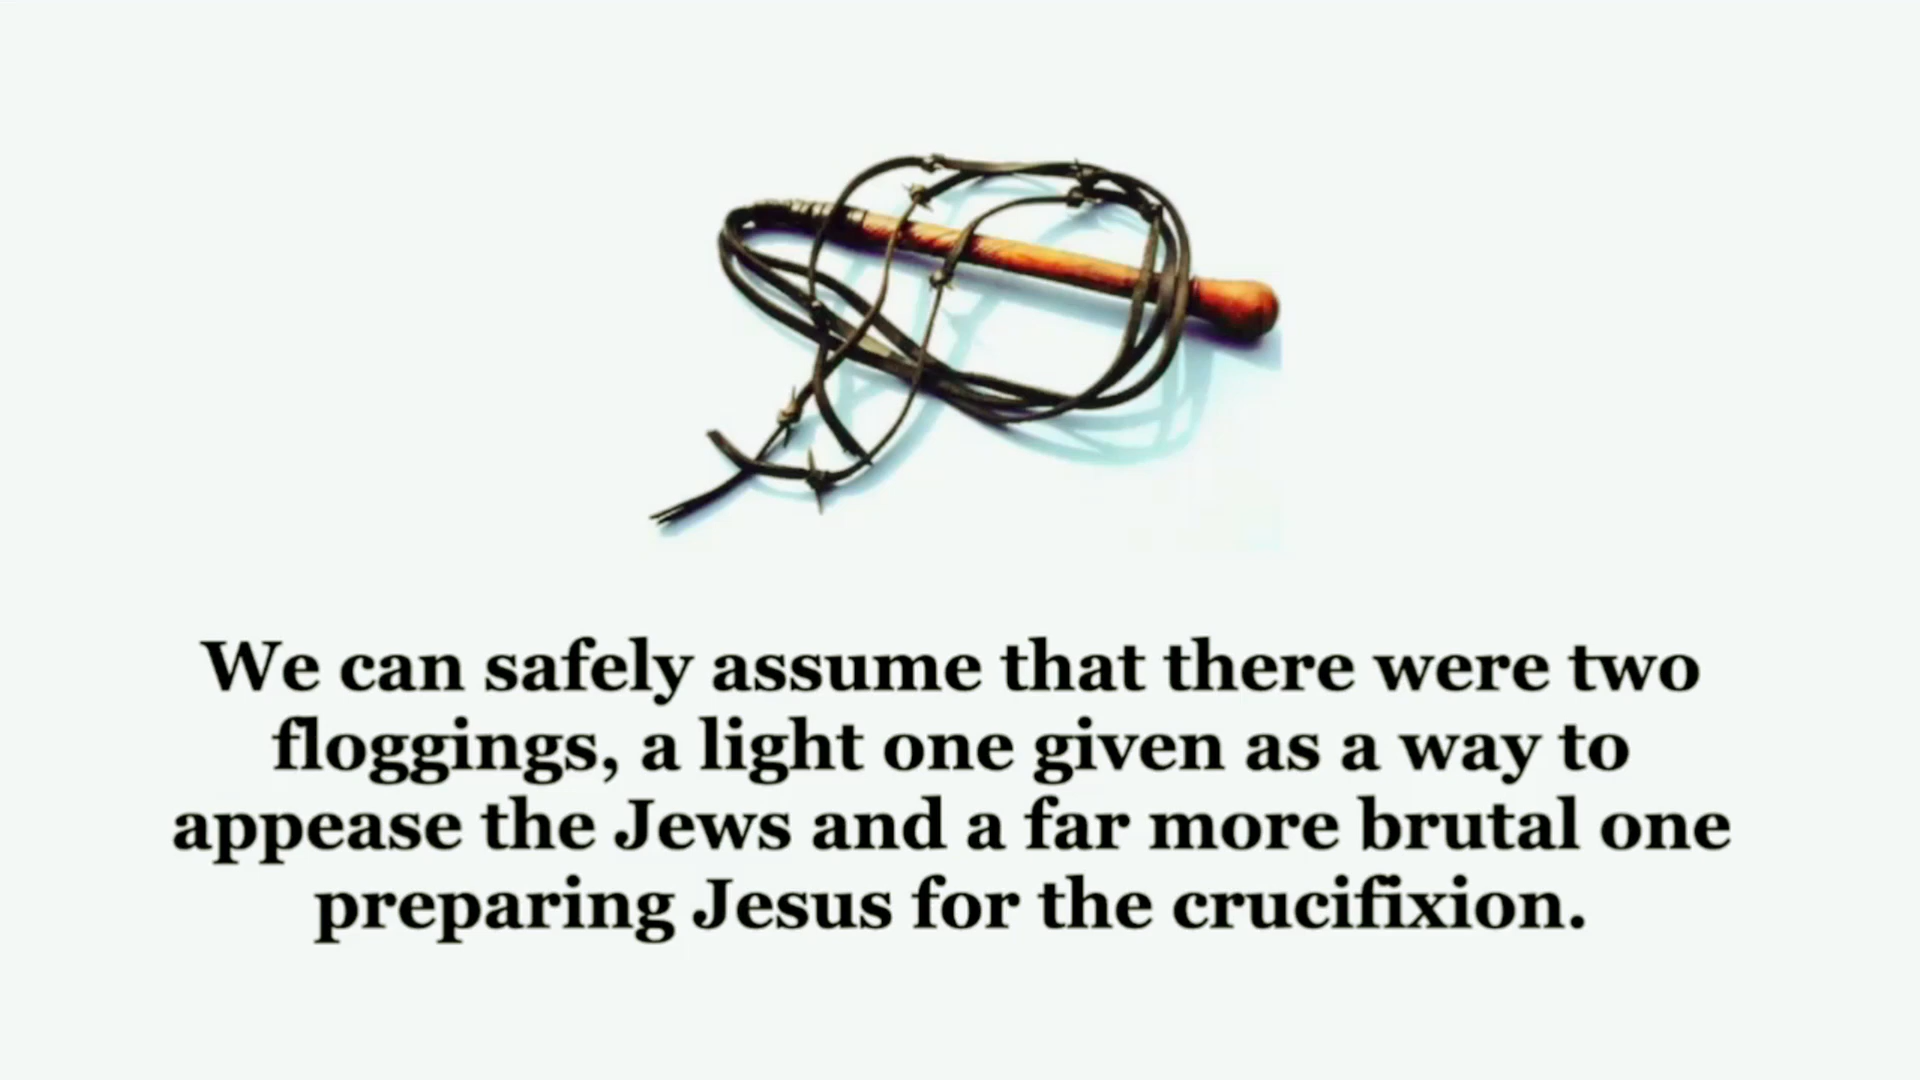 We can safely assume that there were two
floggings, a light one given as a way to
appease the Jews and a far more brutal one
preparing Jesus for the crucifixion.